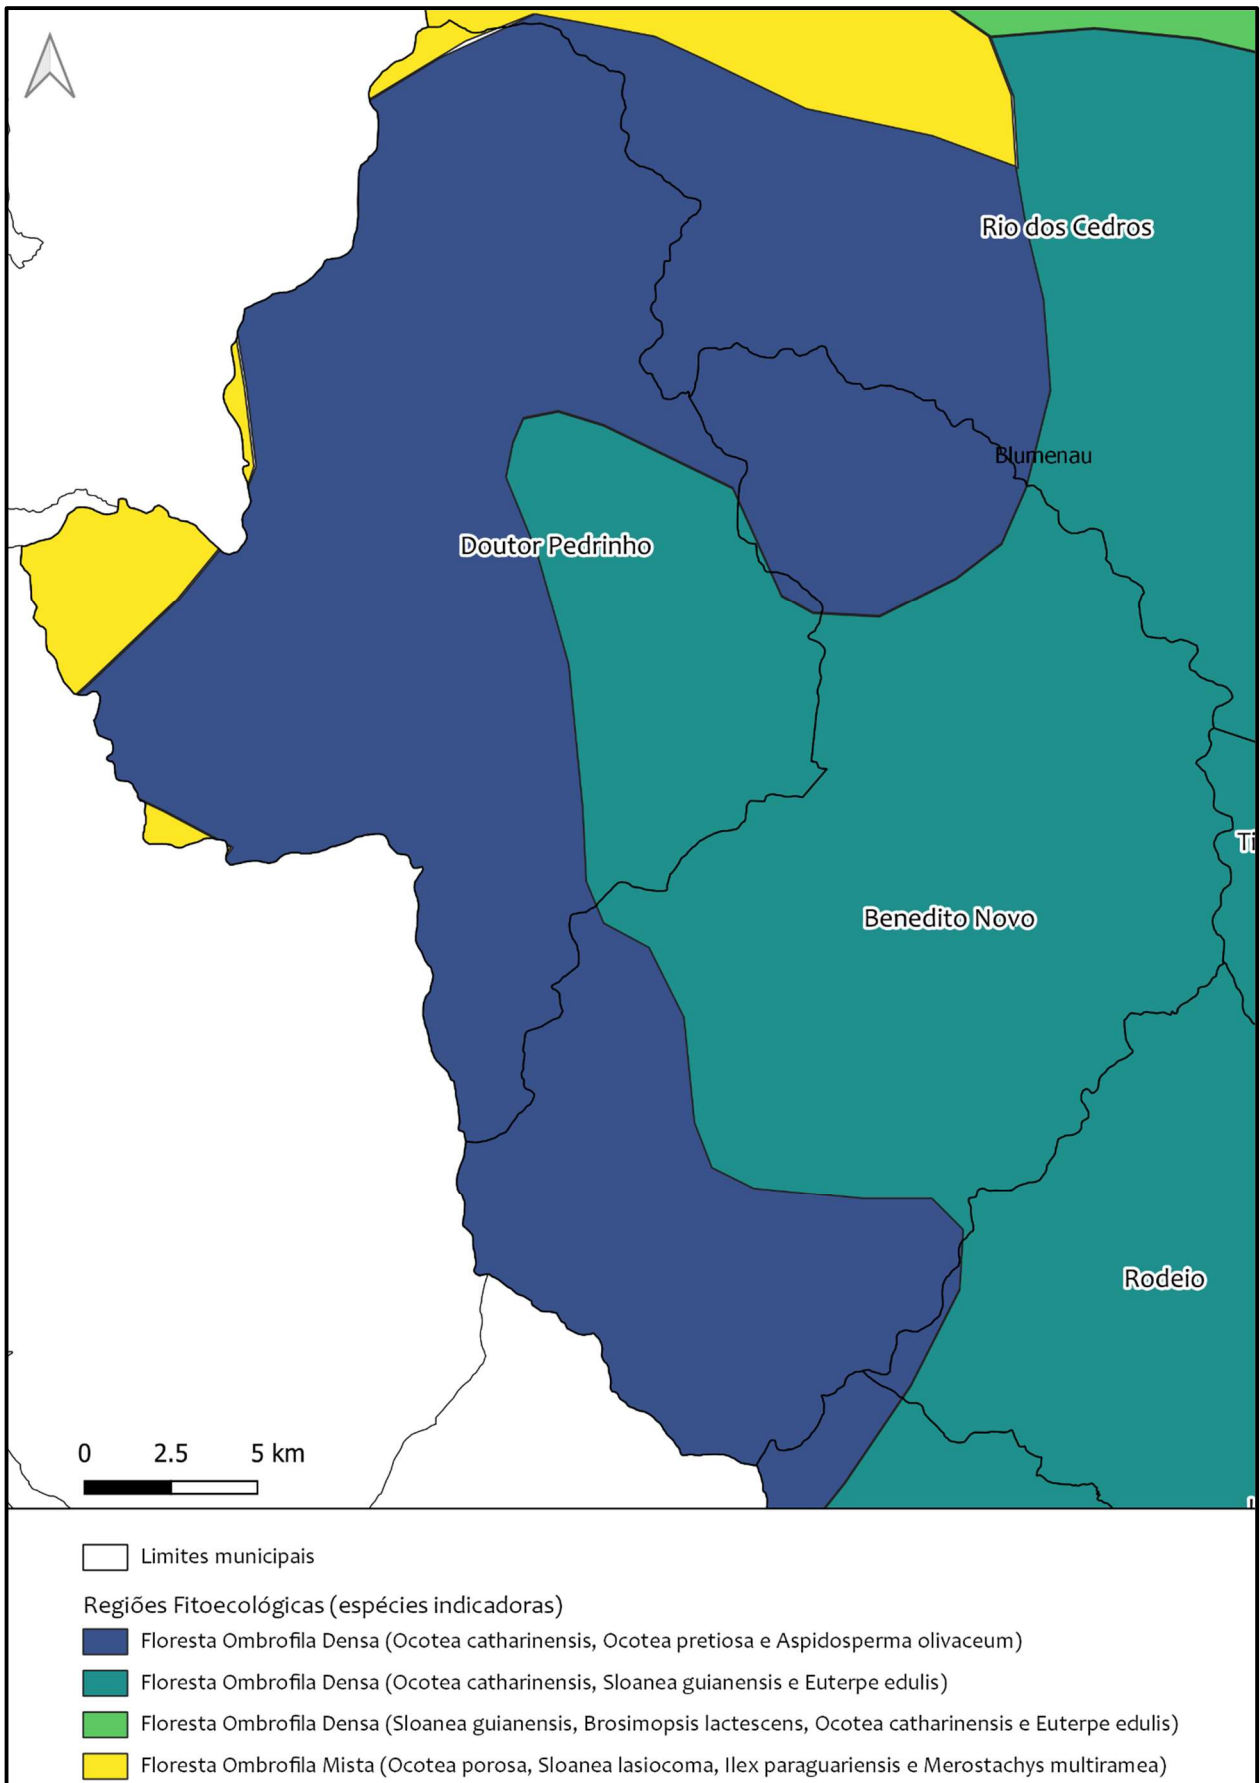 Rio dos Cedros
Blumenau
Doutor Pedrinho
Ti
Benedito Novo
Rodeio
0 2.5 5 km
Limites municipais
Regiões Fitoecológicas (espécies indicadoras)
Floresta Ombrofila Densa (Ocotea catharinensis, Ocotea pretiosa e Aspidosperma olivaceum)
Floresta Ombrofila Densa (Ocotea catharinensis, Sloanea guianensis e Euterpe edulis)
Floresta Ombrofila Densa (Sloanea guianensis, Brosimopsis lactescens, Ocotea catharinensis e Euterpe edulis)
Floresta Ombrofila Mista (Ocotea porosa, Sloanea lasiocoma, Ilex paraguariensis e Merostachys multiramea)